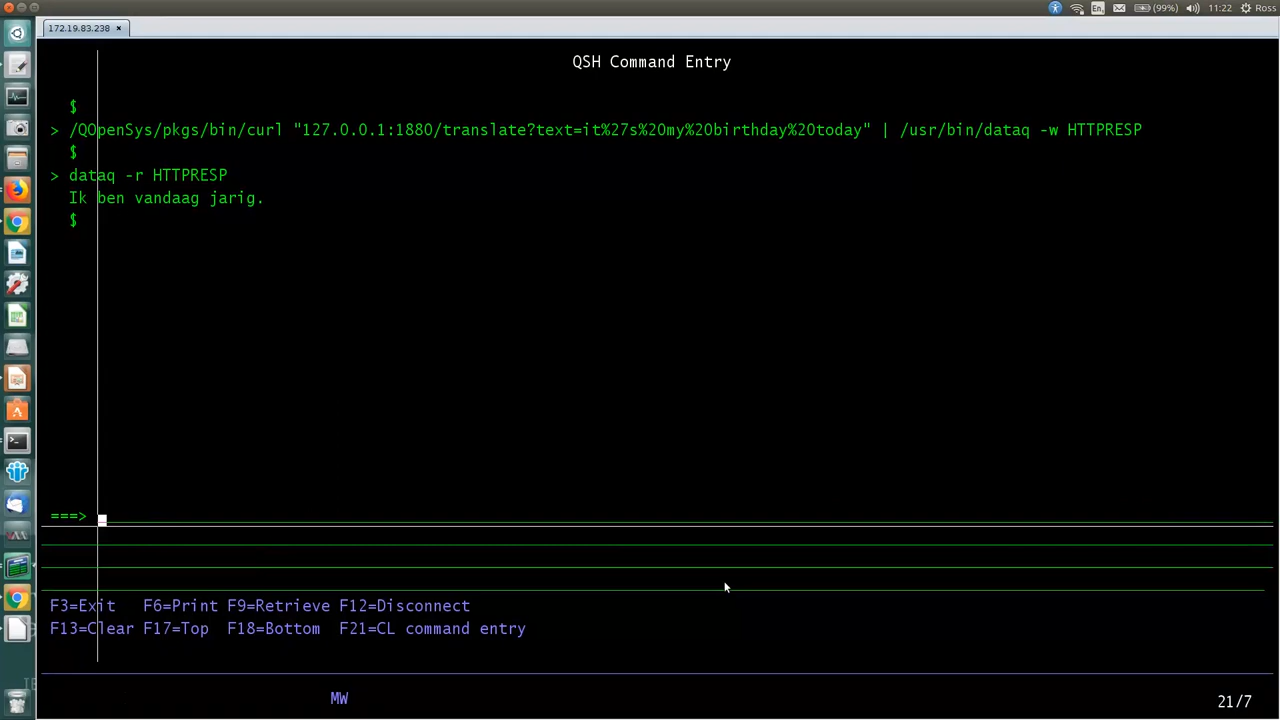 En
(99%)
11:22
Ross
172.19.83.238 ×
QSH Command Entry
$
> /QOpenSys/pkgs/bin/curl "127.0.0.1:1880/translate?text=it%27s%20my%20birthday%20today" | /usr/bin/dataq -w HTTPRESP
$
> dataq -r HTTPRESP
Ik ben vandaag jarig.
$
===>
F3=Exit F6=Print F9=Retrieve F12=Disconnect
F13=Clear F17=Top F18=Bottom F21=CL command entry
MW
21/7